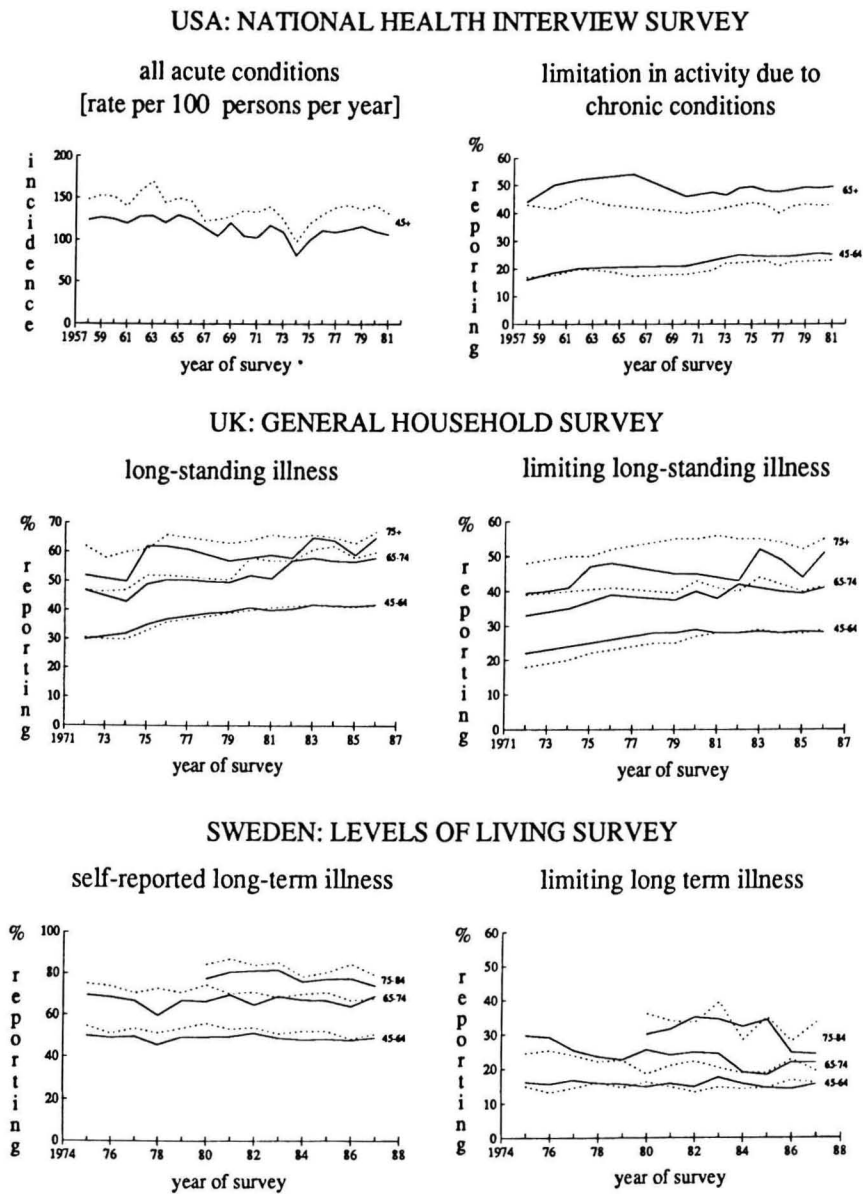 USA: NATIONAL HEALTH INTERVIEW SURVEY
all acute conditions
[rate per 100 persons per year]
incidence
200
150
100
50
0
45+
1957 59 61 63 65 67 69 71 73 75 77 79 81
year of survey
limitation in activity due to
chronic conditions
% reporting
60
50
40
30
20
10
0
65+
45-64
1957 59 61 63 65 67 69 71 73 75 77 79 81
year of survey
UK: GENERAL HOUSEHOLD SURVEY
long-standing illness
% reporting
70
60
50
40
30
20
10
0
75+
65-74
45-64
1971 73 75 77 79 81 83 85 87
year of survey
limiting long-standing illness
% reporting
60
50
40
30
20
10
0
75+
65-74
45-64
1971 73 75 77 79 81 83 85 87
year of survey
SWEDEN: LEVELS OF LIVING SURVEY
self-reported long-term illness
% reporting
100
80
60
40
20
0
75-84
65-74
45-64
1974 76 78 80 82 84 86 88
year of survey
limiting long term illness
% reporting
60
50
40
30
20
10
0
75-84
65-74
45-64
1974 76 78 80 82 84 86 88
year of survey